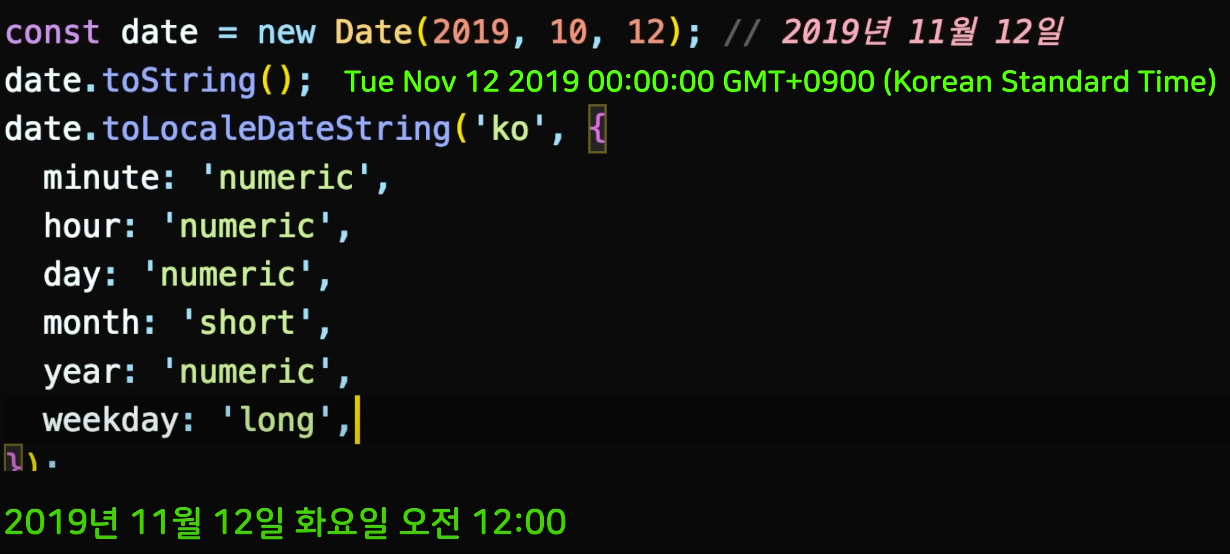 const date = new Date(2019, 10, 12); // 2019년 11월 12일
date.toString(); Tue Nov 12 2019 00:00:00 GMT+0900 (Korean Standard Time)
date.toLocaleDateString('ko', {
  minute: 'numeric',
  hour: 'numeric',
  day: 'numeric',
  month: 'short',
  year: 'numeric',
  weekday: 'long',
});
2019년 11월 12일 화요일 오전 12:00